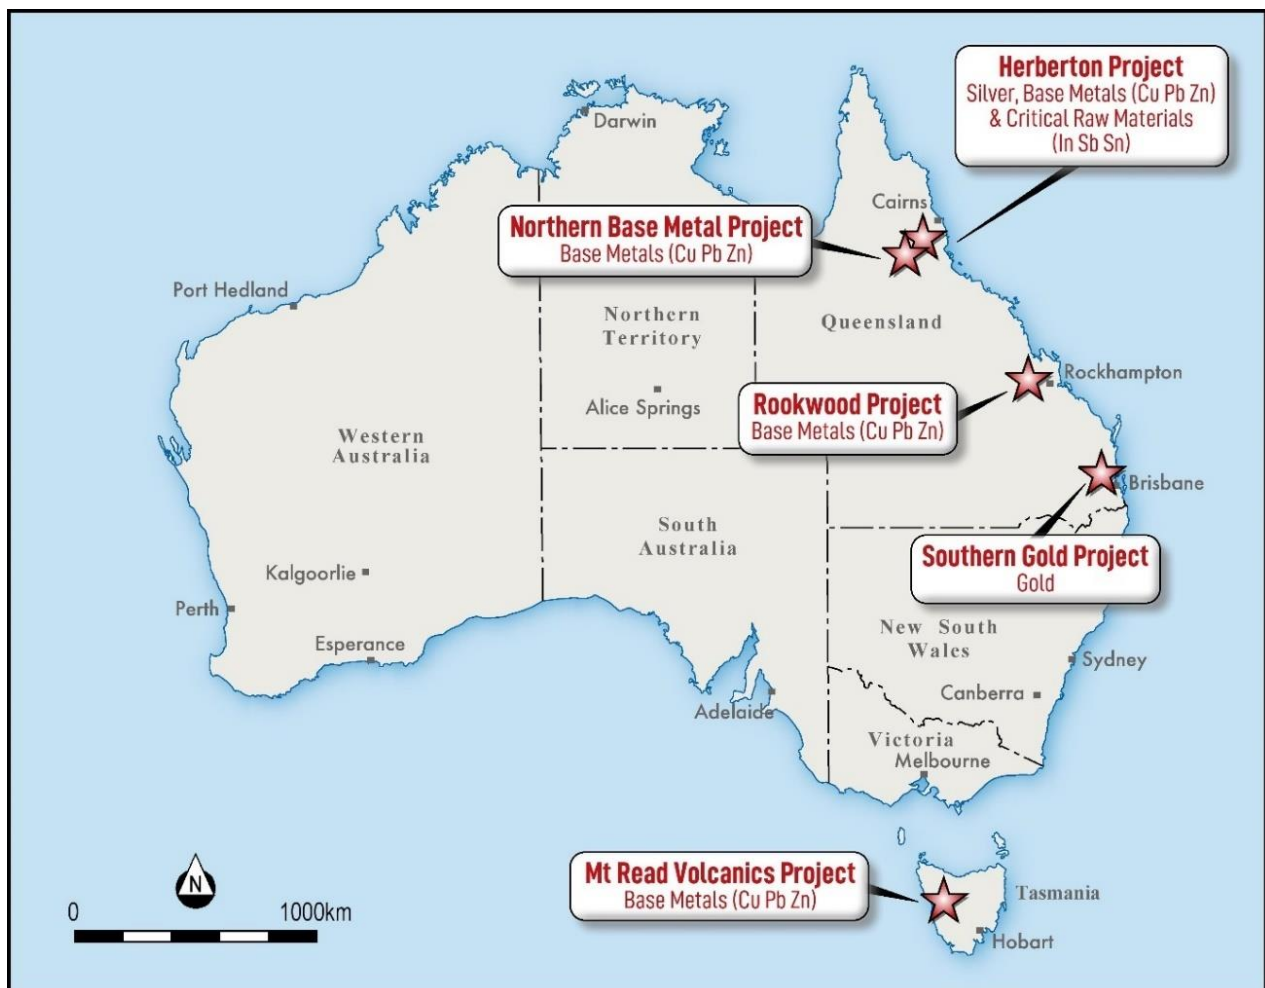 Herberton Project
Silver, Base Metals (Cu Pb Zn)
& Critical Raw Materials
(In Sb Sn)
Darwin
Cairns
Northern Base Metal Project
Base Metals (Cu Pb Zn)
Port Hedland
Northern
Territory
Queensland
Rockhampton
Alice Springs
Rookwood Project
Base Metals (Cu Pb Zn)
Western
Australia
Brisbane
South
Australia
Southern Gold Project
Gold
Kalgoorlie
Perth
Esperance
New South
Wales
Sydney
Canberra
Adelaide
Victoria
Melbourne
Mt Read Volcanics Project
Base Metals (Cu Pb Zn)
Tasmania
N
0 1000km
Hobart